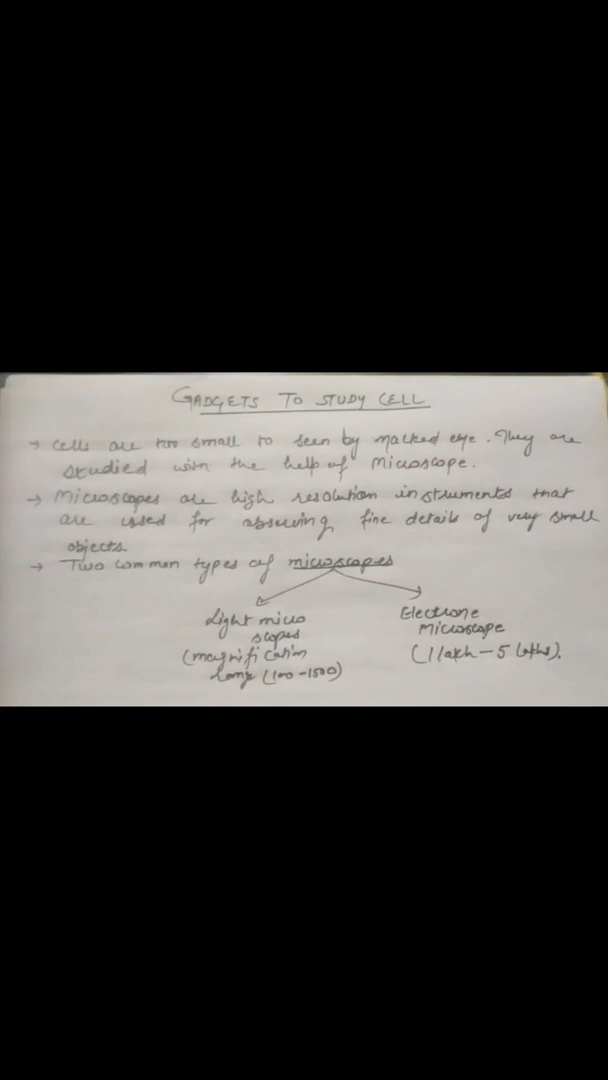 GADGETS TO STUDY CELL
→ Cells are too small to seen by nacked eye. They are
studied with the help of Microscope.
→ Microscopes are high resolution instruments that
are used for absurving fine details of very small
objects.
→ Two common types of microscopes
Light micro
scopes
(magnification
range (100-1500)
Electrone
Microscope
(1 lakh - 5 lakhs).